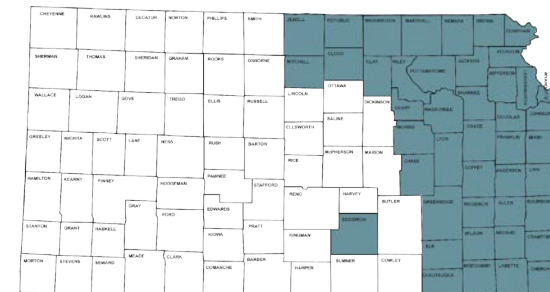 CHEYENNE
RAWLINS
DECATUR
NORTON
PHILLIPS
SMITH
JEWELL
REPUBLIC
WASHINGTON
MARSHALL
NEMAHA
BROWN
DONIPHAN
SHERMAN
THOMAS
SHERIDAN
GRAHAM
ROOKS
OSBORNE
MITCHELL
CLOUD
CLAY
RILEY
POTTAWATOMIE
JACKSON
ATCHISON
JEFFERSON
WALLACE
LOGAN
GOVE
TREGO
ELLIS
RUSSELL
LINCOLN
OTTAWA
DICKINSON
GEARY
WABAUNSEE
SHAWNEE
DOUGLAS
JOHNSON
SALINE
ELLSWORTH
MORRIS
OSAGE
FRANKLIN
MIAMI
GREELEY
WICHITA
SCOTT
LANE
NESS
RUSH
BARTON
RICE
McPHERSON
MARION
CHASE
LYON
COFFEY
ANDERSON
LINN
HAMILTON
KEARNY
FINNEY
HODGEMAN
PAWNEE
STAFFORD
RENO
HARVEY
BUTLER
GREENWOOD
WOODSON
ALLEN
BOURBON
GRAY
FORD
EDWARDS
SEDGWICK
STANTON
GRANT
HASKELL
KIOWA
PRATT
KINGMAN
ELK
WILSON
NEOSHO
CRAWFORD
MORTON
STEVENS
SEWARD
MEADE
CLARK
COMANCHE
BARBER
HARPER
SUMNER
COWLEY
CHAUTAUQUA
MONTGOMERY
LABETTE
CHEROKEE